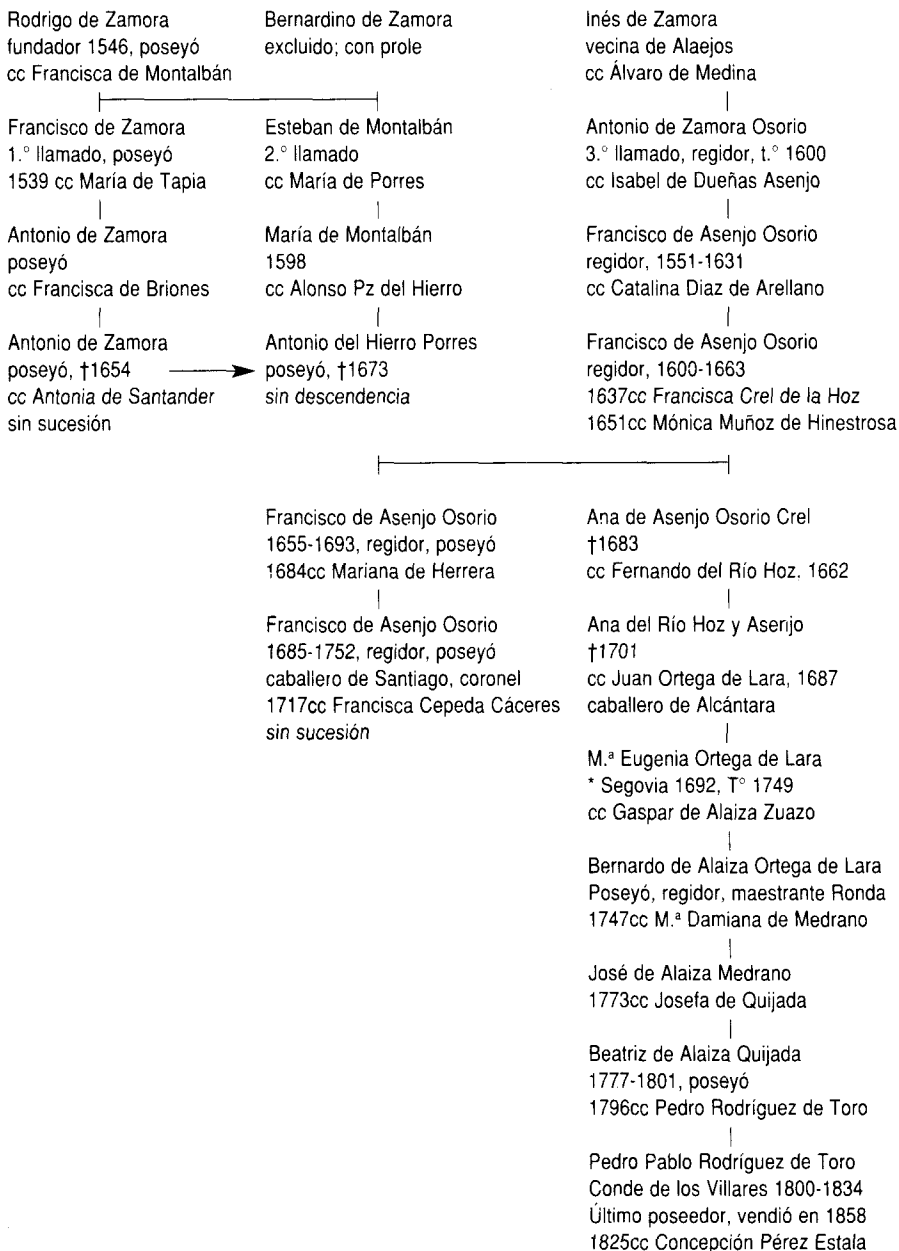 Rodrigo de Zamora
fundador 1546, poseyó
cc Francisca de Montalbán
Bernardino de Zamora
excluido; con prole
Inés de Zamora
vecina de Alaejos
cc Álvaro de Medina
Francisco de Zamora
1.° llamado, poseyó
1539 cc María de Tapia
Esteban de Montalbán
2.° llamado
cc María de Porres
Antonio de Zamora Osorio
3.° llamado, regidor, t.° 1600
cc Isabel de Dueñas Asenjo
Antonio de Zamora
poseyó
cc Francisca de Briones
María de Montalbán
1598
cc Alonso Pz del Hierro
Francisco de Asenjo Osorio
regidor, 1551-1631
cc Catalina Diaz de Arellano
Antonio de Zamora
poseyó, †1654
cc Antonia de Santander
sin sucesión
Antonio del Hierro Porres
poseyó, †1673
sin descendencia
Francisco de Asenjo Osorio
regidor, 1600-1663
1637cc Francisca Crel de la Hoz
1651cc Mónica Muñoz de Hinestrosa
Francisco de Asenjo Osorio
1655-1693, regidor, poseyó
1684cc Mariana de Herrera
Ana de Asenjo Osorio Crel
†1683
cc Fernando del Río Hoz. 1662
Francisco de Asenjo Osorio
1685-1752, regidor, poseyó
caballero de Santiago, coronel
1717cc Francisca Cepeda Cáceres
sin sucesión
Ana del Río Hoz y Asenjo
†1701
cc Juan Ortega de Lara, 1687
caballero de Alcántara
M.ª Eugenia Ortega de Lara
* Segovia 1692, T° 1749
cc Gaspar de Alaiza Zuazo
Bernardo de Alaiza Ortega de Lara
Poseyó, regidor, maestrante Ronda
1747cc M.ª Damiana de Medrano
José de Alaiza Medrano
1773cc Josefa de Quijada
Beatriz de Alaiza Quijada
1777-1801, poseyó
1796cc Pedro Rodríguez de Toro
Pedro Pablo Rodríguez de Toro
Conde de los Villares 1800-1834
Último poseedor, vendió en 1858
1825cc Concepción Pérez Estala